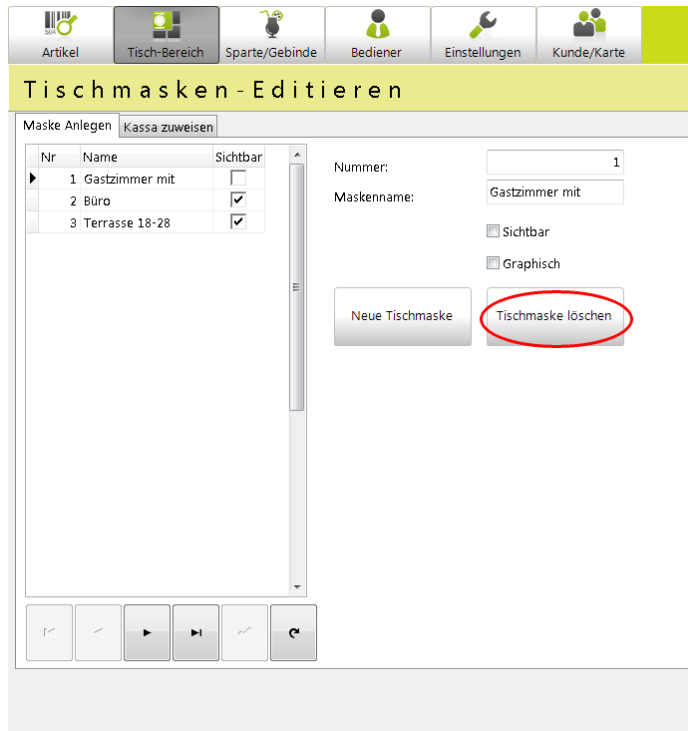 504
Artikel Tisch-Bereich Sparte/Gebinde Bediener Einstellungen Kunde/Karte
Tischmasken-Editieren
Maske Anlegen Kassa zuweisen
Nr Name Sichtbar
1 Gastzimmer mit
2 Büro
3 Terrasse 18-28
Nummer: 1
Maskenname: Gastzimmer mit
Sichtbar
Graphisch
Neue Tischmaske Tischmaske löschen